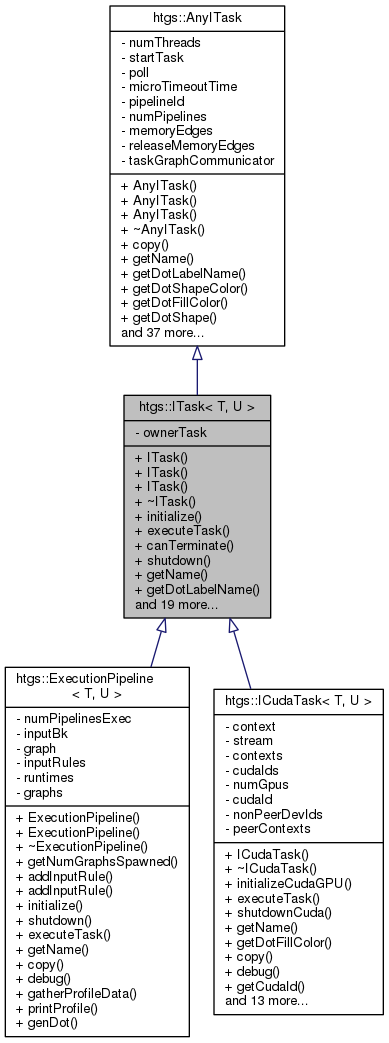 htgs::AnyITask
- numThreads
- startTask
- poll
- microTimeoutTime
- pipelineId
- numPipelines
- memoryEdges
- releaseMemoryEdges
- taskGraphCommunicator
+ AnyITask()
+ AnyITask()
+ AnyITask()
+ ~AnyITask()
+ copy()
+ getName()
+ getDotLabelName()
+ getDotShapeColor()
+ getDotFillColor()
+ getDotShape()
and 37 more...
htgs::ITask< T, U >
- ownerTask
+ ITask()
+ ITask()
+ ITask()
+ ~ITask()
+ initialize()
+ executeTask()
+ canTerminate()
+ shutdown()
+ getName()
+ getDotLabelName()
and 19 more...
htgs::ExecutionPipeline
< T, U >
- numPipelinesExec
- inputBk
- graph
- inputRules
- runtimes
- graphs
+ ExecutionPipeline()
+ ExecutionPipeline()
+ ~ExecutionPipeline()
+ getNumGraphsSpawned()
+ addInputRule()
+ addInputRule()
+ initialize()
+ shutdown()
+ executeTask()
+ getName()
+ copy()
+ debug()
+ gatherProfileData()
+ printProfile()
+ genDot()
htgs::ICudaTask< T, U >
- context
- stream
- contexts
- cudaIds
- numGpus
- cudaId
- nonPeerDevIds
- peerContexts
+ ICudaTask()
+ ~ICudaTask()
+ initializeCudaGPU()
+ executeTask()
+ shutdownCuda()
+ getName()
+ getDotFillColor()
+ copy()
+ debug()
+ getCudaId()
and 13 more...